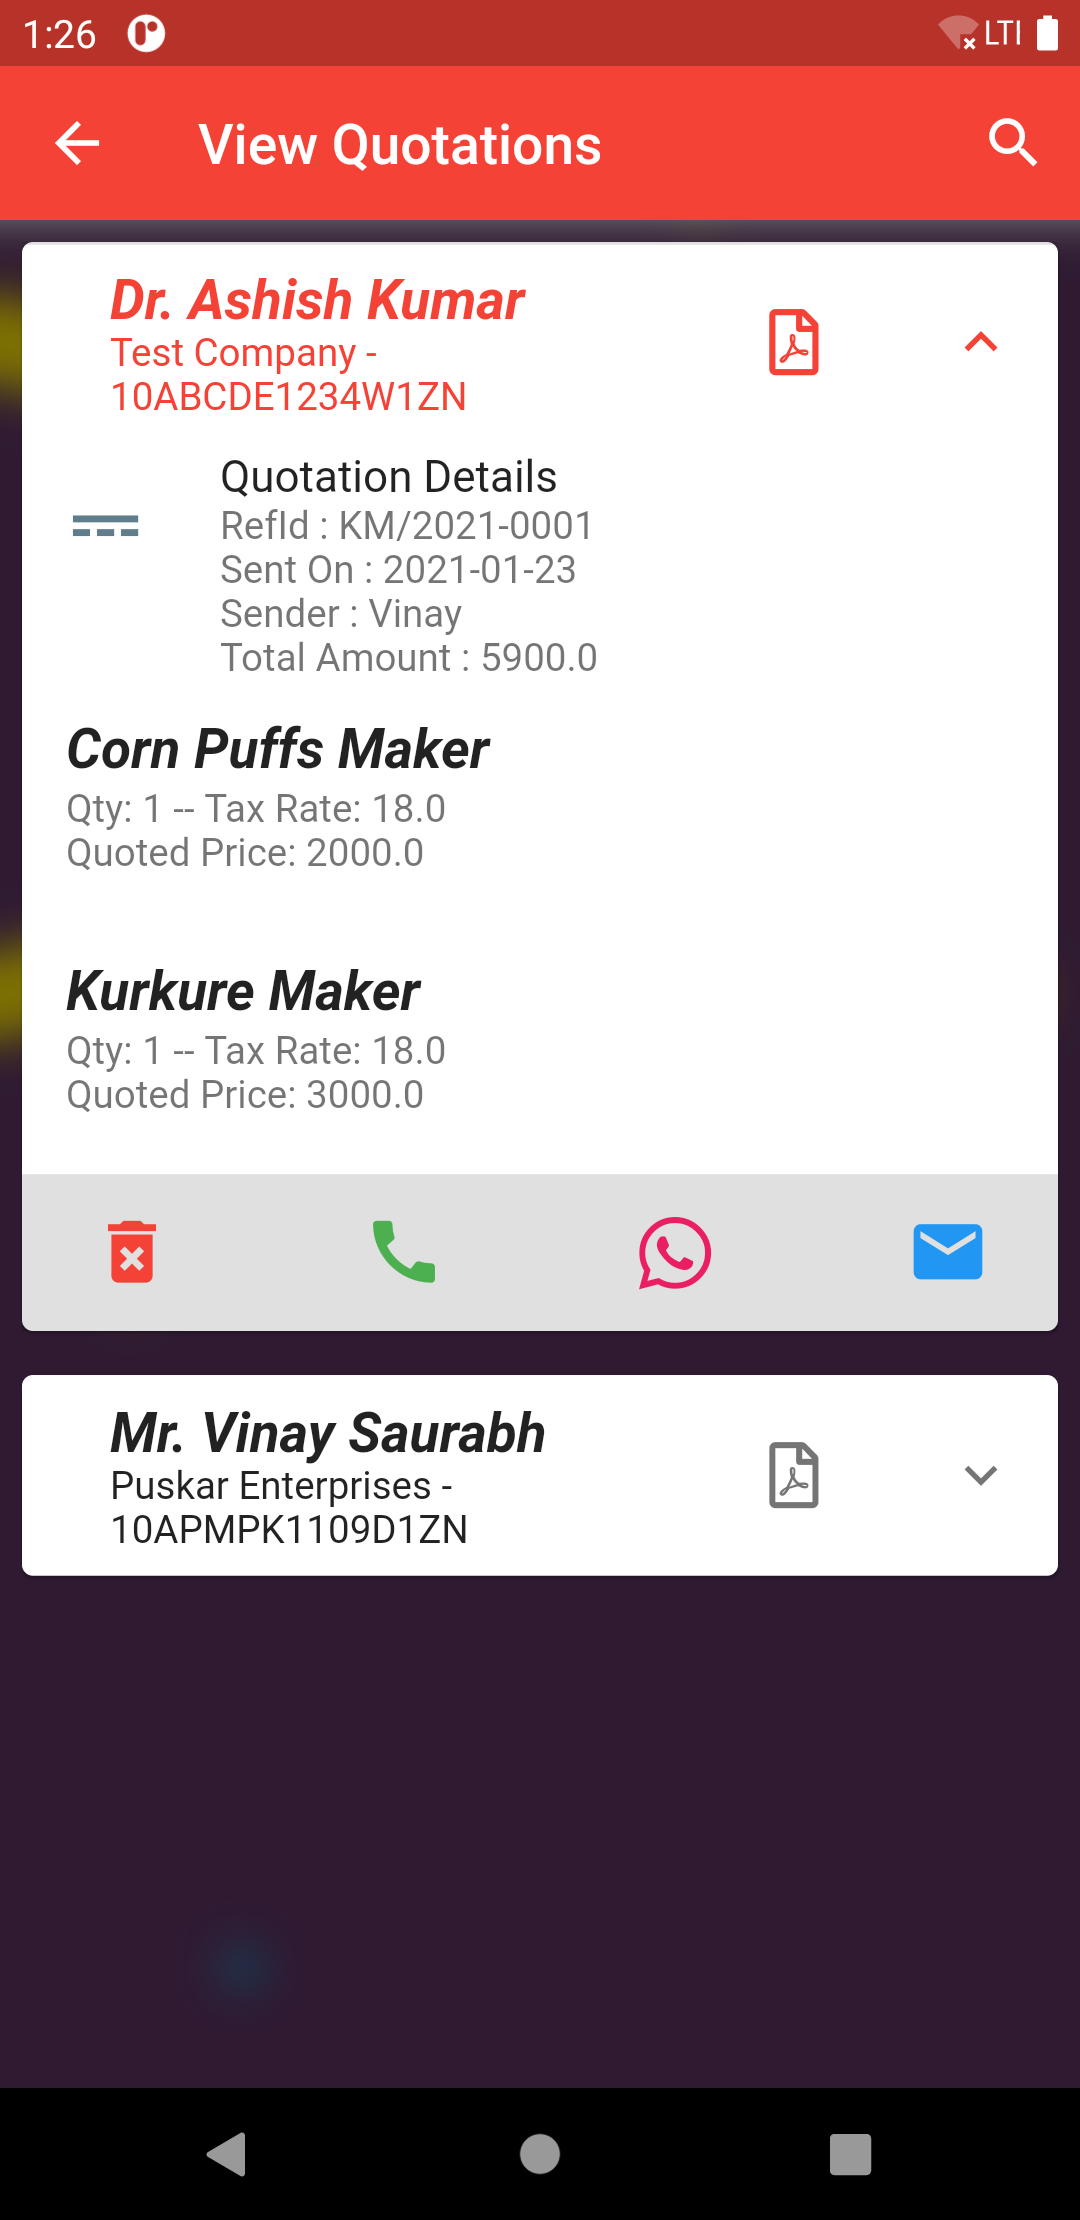 1:26
LTE
View Quotations
Dr. Ashish Kumar
Test Company -
10ABCDE1234W1ZN
Quotation Details
RefId : KM/2021-0001
Sent On : 2021-01-23
Sender : Vinay
Total Amount : 5900.0
Corn Puffs Maker
Qty: 1 -- Tax Rate: 18.0
Quoted Price: 2000.0
Kurkure Maker
Qty: 1 -- Tax Rate: 18.0
Quoted Price: 3000.0
Mr. Vinay Saurabh
Puskar Enterprises -
10APMPK1109D1ZN